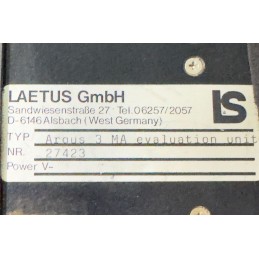 LAETUS GmbH
Sandwiesenstraße 27 · Tel. 06257/2057
D-6146 Alsbach (West Germany)
LS
TYP Arous 3 MA evaluation unit
NR. 27423
Power V~